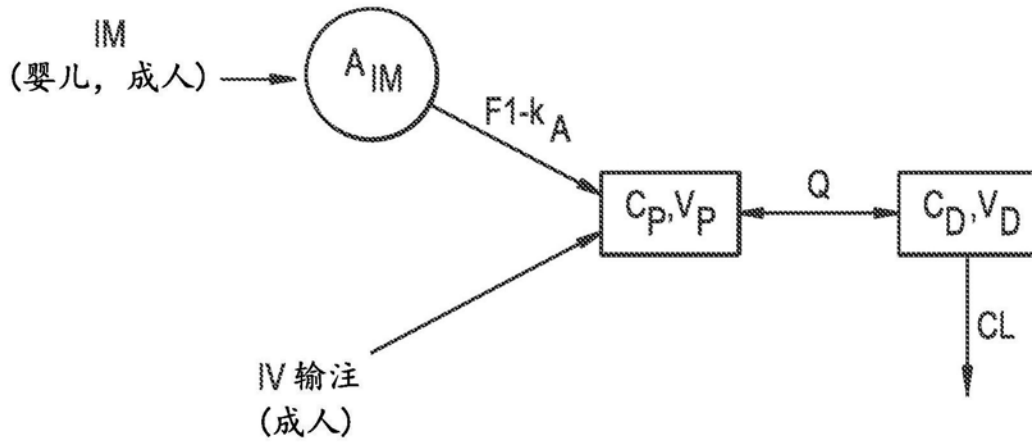 IM
(婴儿，成人)
A_IM
F1-k_A
C_P,V_P
Q
C_D,V_D
CL
IV 输注
(成人)